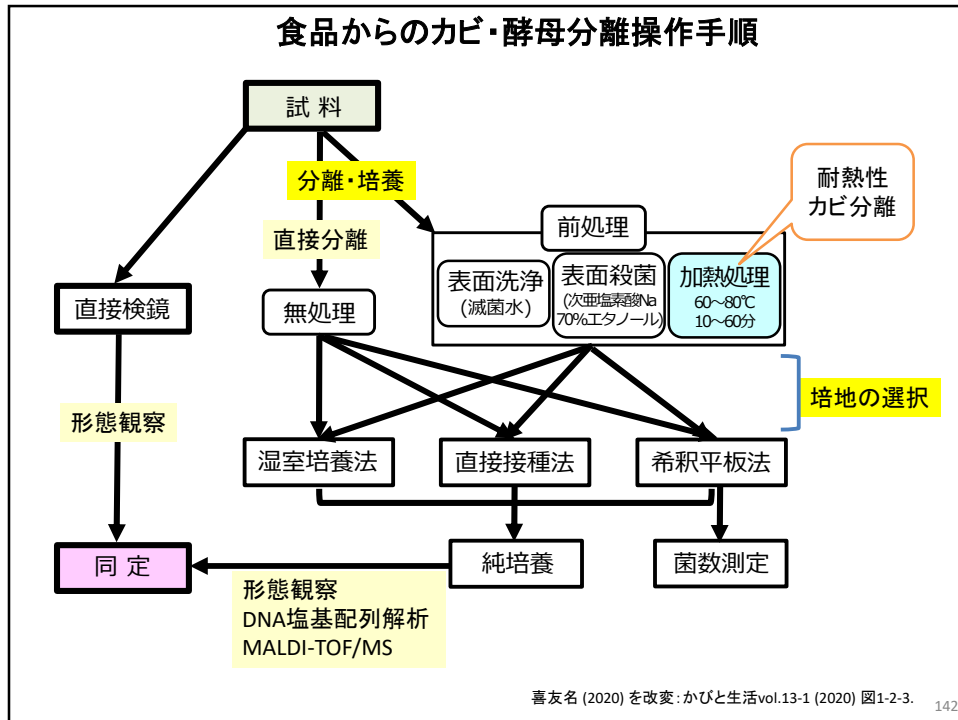 食品からのカビ・酵母分離操作手順
試 料
分離・培養
直接分離
耐熱性
カビ分離
前処理
表面洗浄
(滅菌水)
表面殺菌
(次亜塩素酸Na
70%エタノール)
加熱処理
60～80℃
10～60分
直接検鏡
無処理
培地の選択
形態観察
湿室培養法
直接接種法
希釈平板法
同 定
純培養
菌数測定
形態観察
DNA塩基配列解析
MALDI-TOF/MS
喜友名 (2020) を改変：かびと生活vol.13-1 (2020) 図1-2-3.
142